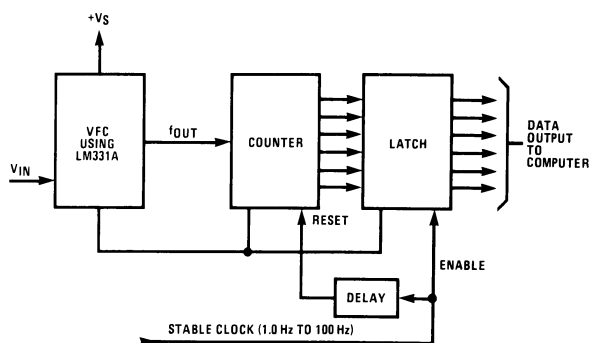 +VS
VFC
USING
LM331A
fOUT
COUNTER
LATCH
DATA
OUTPUT
TO
COMPUTER
VIN
RESET
ENABLE
DELAY
STABLE CLOCK (1.0 Hz TO 100 Hz)